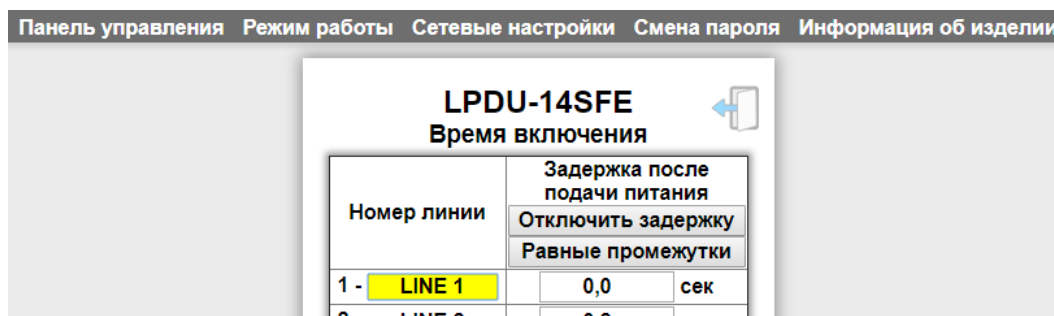 Панель управления Режим работы Сетевые настройки Смена пароля Информация об изделии
LPDU-14SFE
Время включения
Номер линии
Задержка после
подачи питания
Отключить задержку
Равные промежутки
1 - LINE 1 0,0 сек